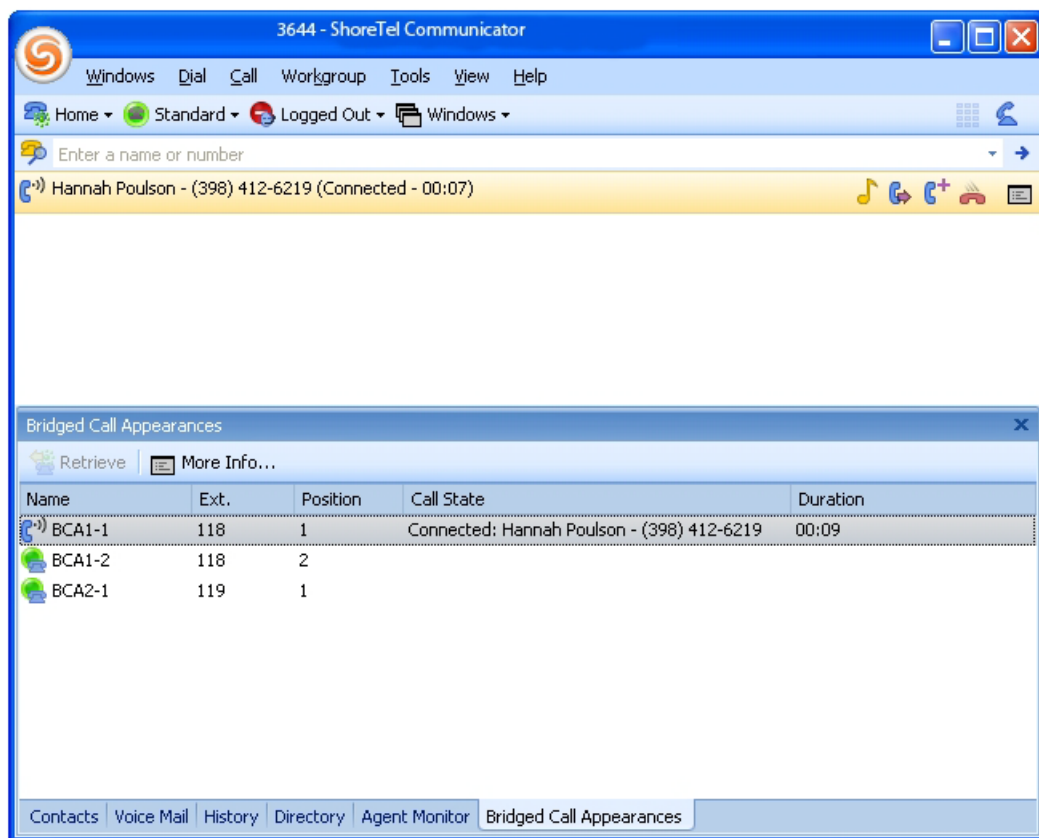 3644 - ShoreTel Communicator
Windows Dial Call Workgroup Tools View Help
Home Standard Logged Out Windows
Enter a name or number
Hannah Poulson - (398) 412-6219 (Connected - 00:07)
Bridged Call Appearances
Retrieve More Info...
Name Ext. Position Call State Duration
BCA1-1 118 1 Connected: Hannah Poulson - (398) 412-6219 00:09
BCA1-2 118 2
BCA2-1 119 1
Contacts Voice Mail History Directory Agent Monitor Bridged Call Appearances